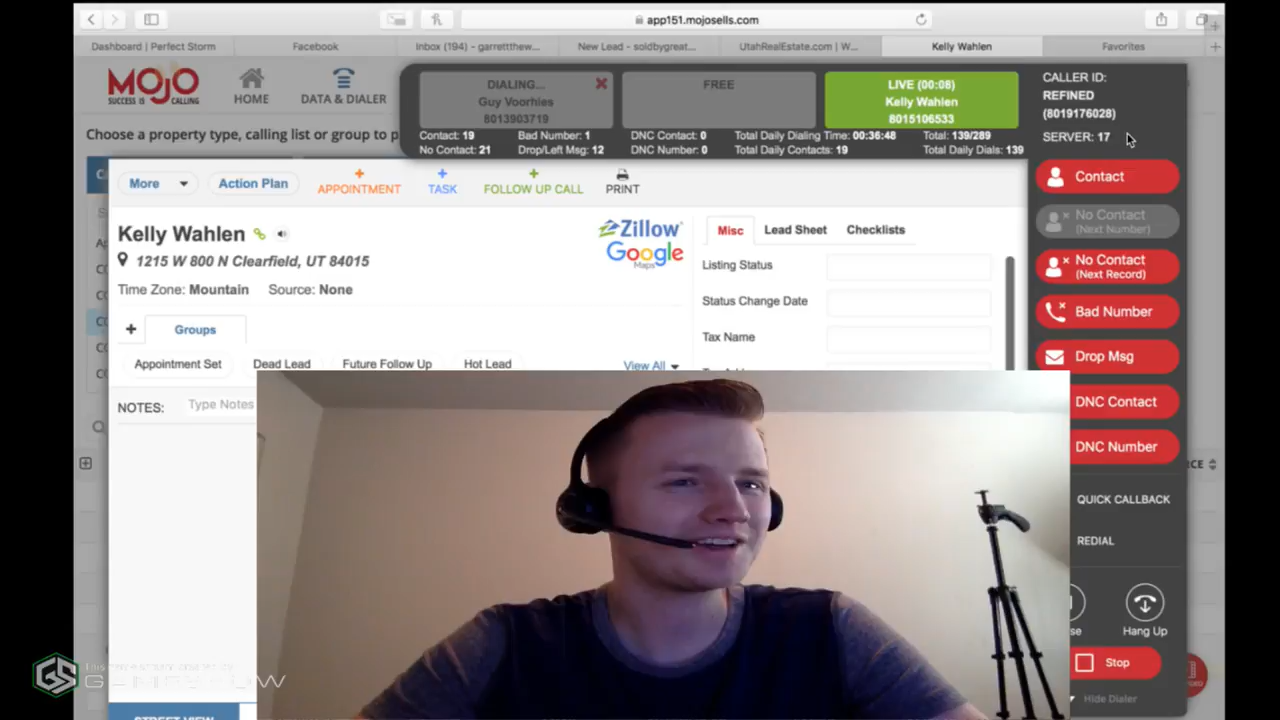 app151.mojosells.com
Dashboard | Perfect Storm
Facebook
Inbox (194) - garrettthew...
New Lead - soldbygreat...
UtahRealEstate.com | W...
Kelly Wahlen
Favorites
MOJO
SUCCESS IS CALLING
HOME
DATA & DIALER
DIALING...
Guy Voorhies
8013903719
FREE
LIVE (00:08)
Kelly Wahlen
8015106533
Contact: 19
Bad Number: 1
DNC Contact: 0
Total Daily Dialing Time: 00:36:48
Total: 139/289
No Contact: 21
Drop/Left Msg: 12
DNC Number: 0
Total Daily Contacts: 19
Total Daily Dials: 139
CALLER ID:
REFINED
(8019176028)
SERVER: 17
Choose a property type, calling list or group to p
More
Action Plan
APPOINTMENT
TASK
FOLLOW UP CALL
PRINT
Kelly Wahlen
1215 W 800 N Clearfield, UT 84015
Time Zone: Mountain
Source: None
Zillow
Google
Maps
Groups
Appointment Set
Dead Lead
Future Follow Up
Hot Lead
View All
NOTES:
Type Notes
Misc
Lead Sheet
Checklists
Listing Status
Status Change Date
Tax Name
Contact
No Contact
(Next Number)
No Contact
(Next Record)
Bad Number
Drop Msg
DNC Contact
DNC Number
QUICK CALLBACK
REDIAL
se
Hang Up
Stop
Hide Dialer
ICE
GS
STREET VIEW